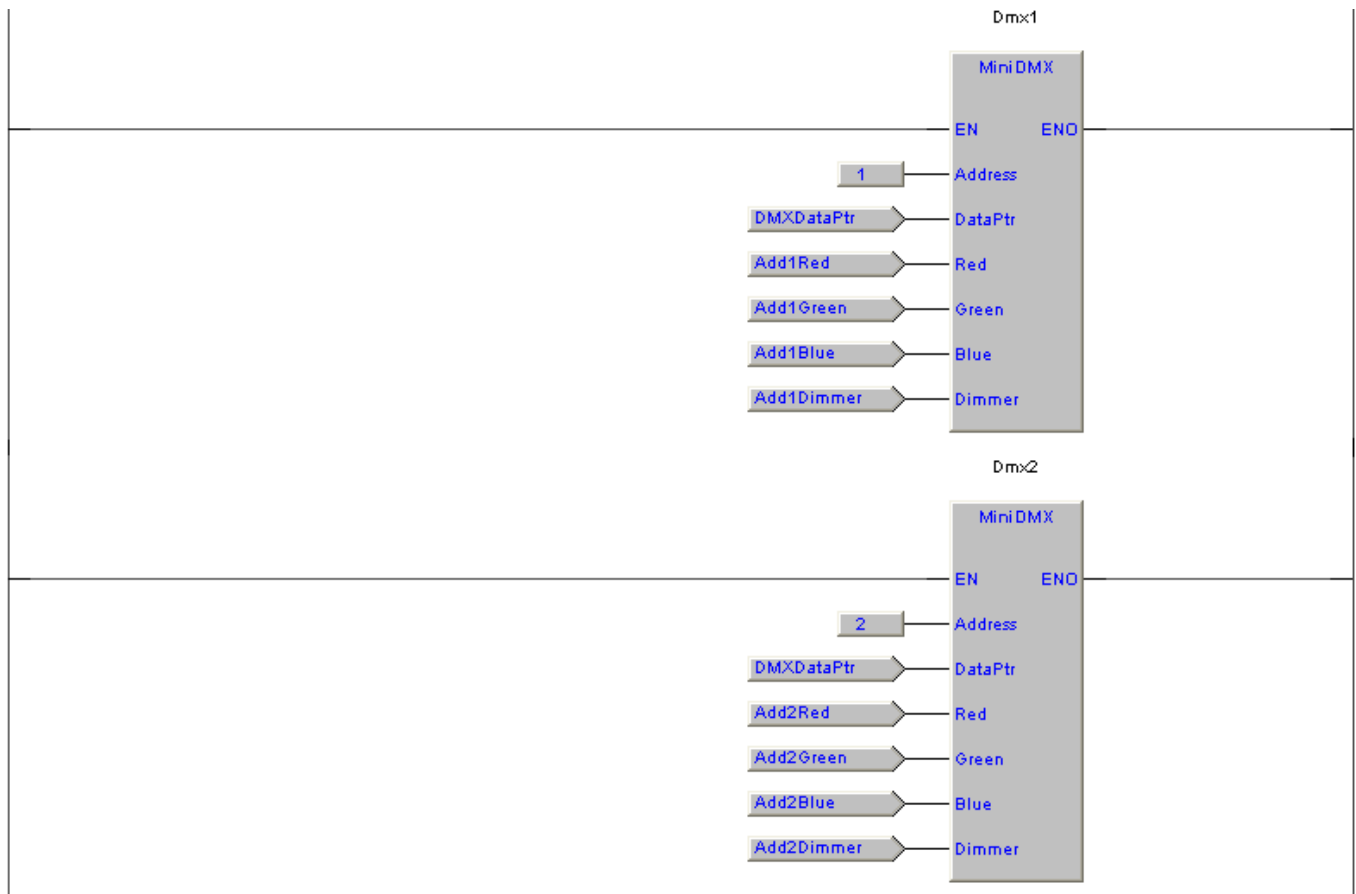 Dmx1
MiniDMX
EN ENO
1 Address
DMXDataPtr DataPtr
Add1Red Red
Add1Green Green
Add1Blue Blue
Add1Dimmer Dimmer
Dmx2
MiniDMX
EN ENO
2 Address
DMXDataPtr DataPtr
Add2Red Red
Add2Green Green
Add2Blue Blue
Add2Dimmer Dimmer